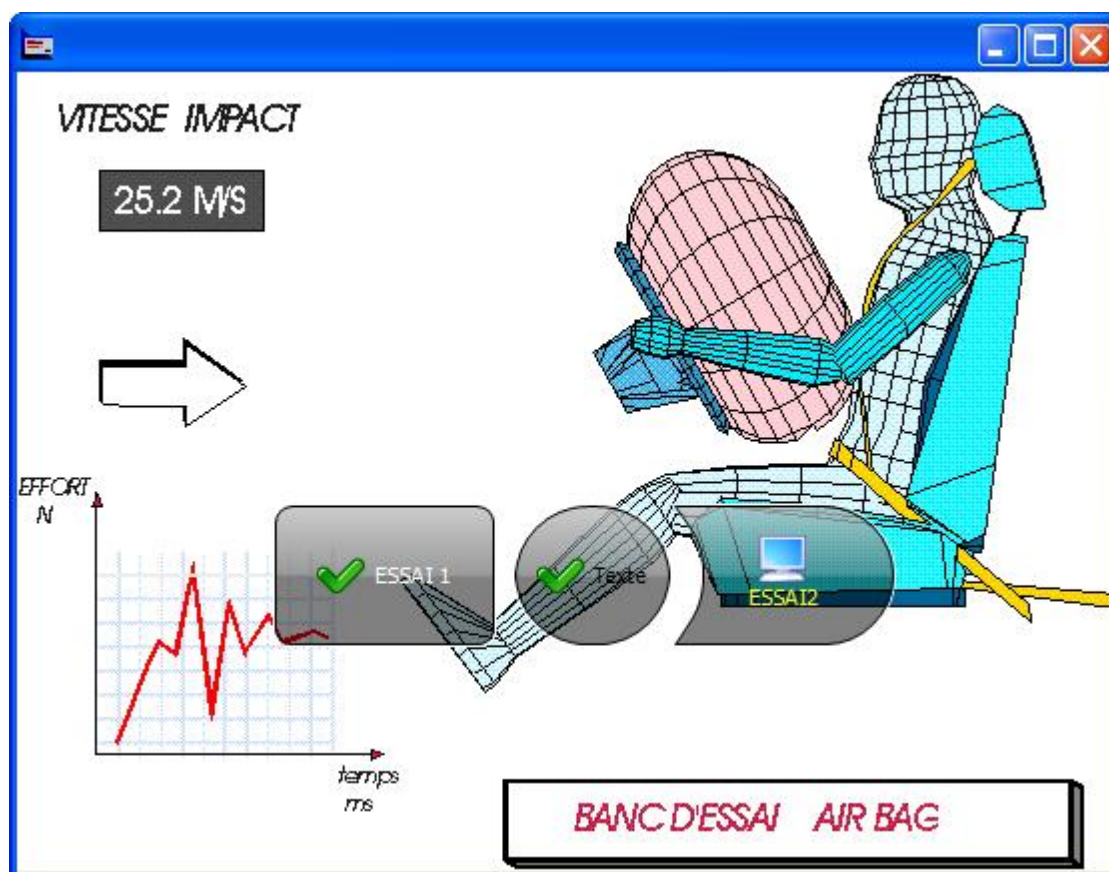 VITESSE IMPACT
25.2 M/S
EFFORT
N
ESSAI 1
Texte
ESSAI2
temps
ms
BANC D'ESSAI AIR BAG